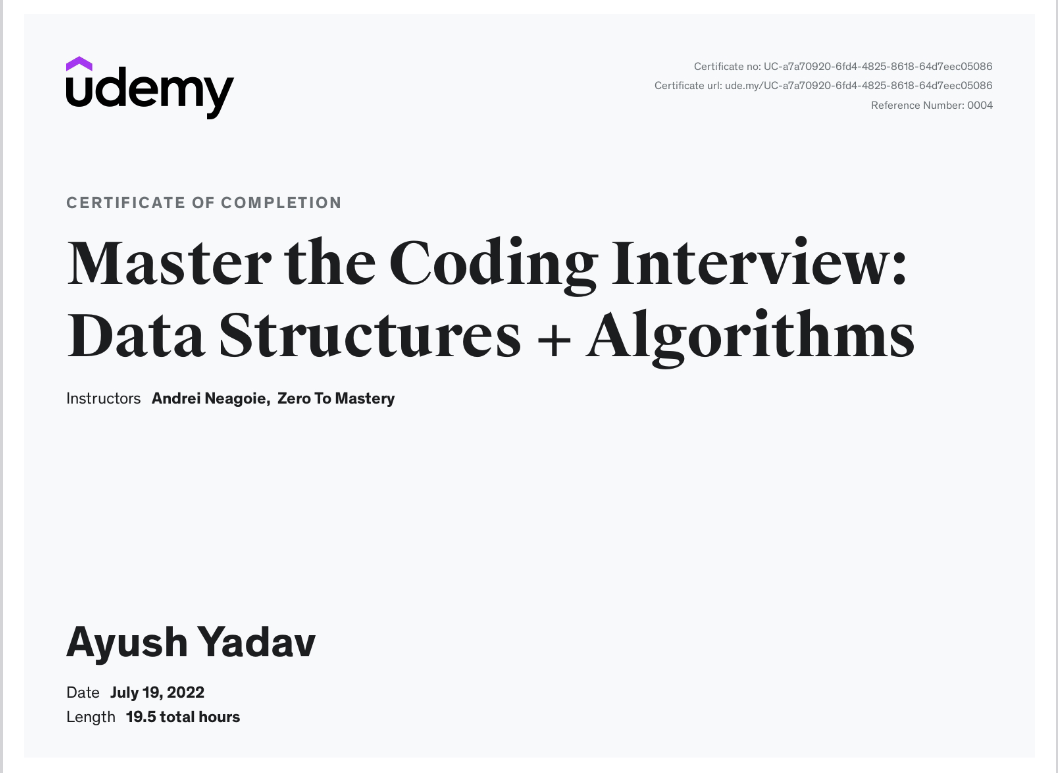 udemy
Certificate no: UC-a7a70920-6fd4-4825-8618-64d7eec05086
Certificate url: ude.my/UC-a7a70920-6fd4-4825-8618-64d7eec05086
Reference Number: 0004
CERTIFICATE OF COMPLETION
Master the Coding Interview:
Data Structures + Algorithms
Instructors Andrei Neagoie, Zero To Mastery
Ayush Yadav
Date July 19, 2022
Length 19.5 total hours